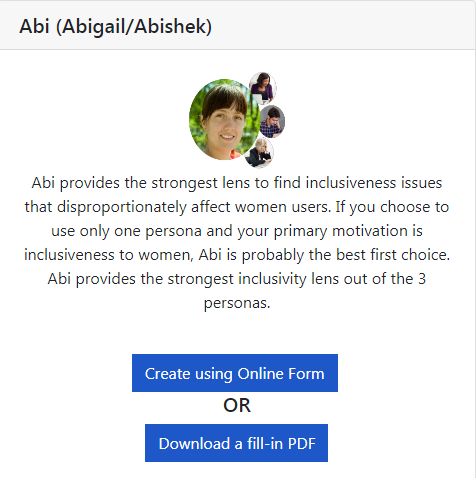 Abi (Abigail/Abishek)
Abi provides the strongest lens to find inclusiveness issues
that disproportionately affect women users. If you choose to
use only one persona and your primary motivation is
inclusiveness to women, Abi is probably the best first choice.
Abi provides the strongest inclusivity lens out of the 3
personas.
Create using Online Form
OR
Download a fill-in PDF